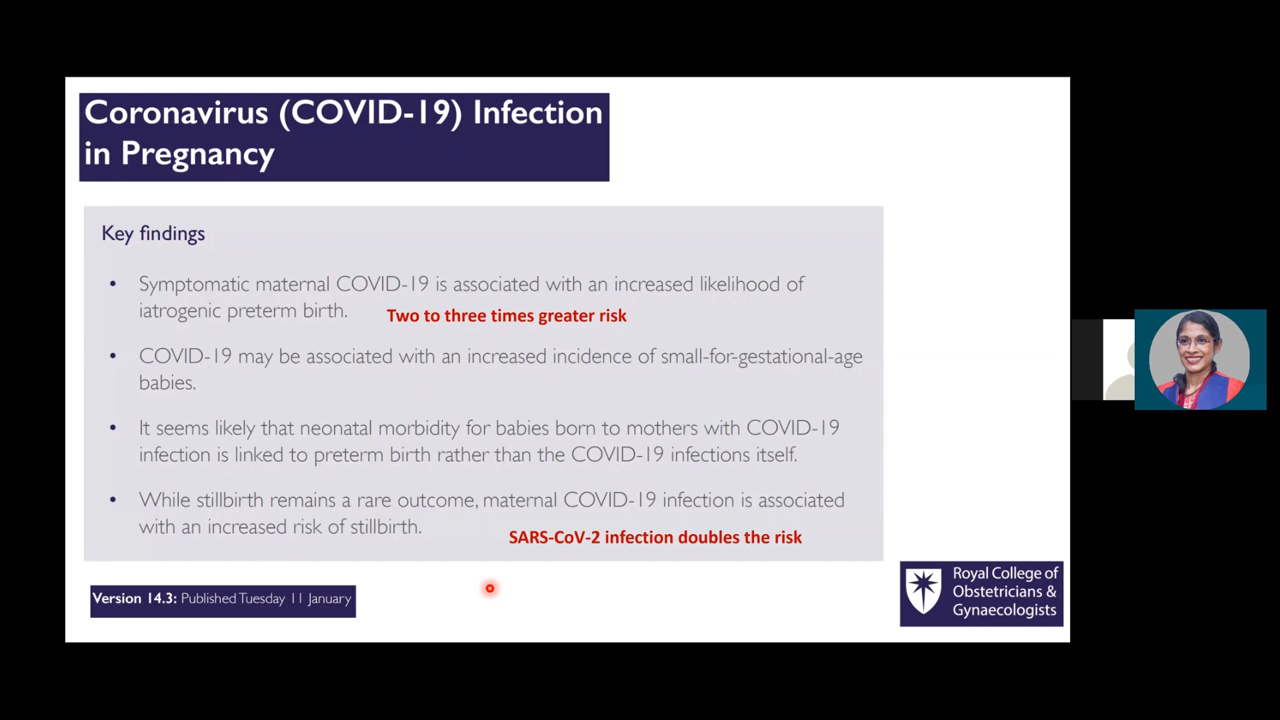 Coronavirus (COVID-19) Infection
in Pregnancy
Key findings
• Symptomatic maternal COVID-19 is associated with an increased likelihood of
iatrogenic preterm birth.
Two to three times greater risk
• COVID-19 may be associated with an increased incidence of small-for-gestational-age
babies.
• It seems likely that neonatal morbidity for babies born to mothers with COVID-19
infection is linked to preterm birth rather than the COVID-19 infections itself.
• While stillbirth remains a rare outcome, maternal COVID-19 infection is associated
with an increased risk of stillbirth.
SARS-CoV-2 infection doubles the risk
Version 14.3: Published Tuesday 11 January
Royal College of
Obstetricians &
Gynaecologists